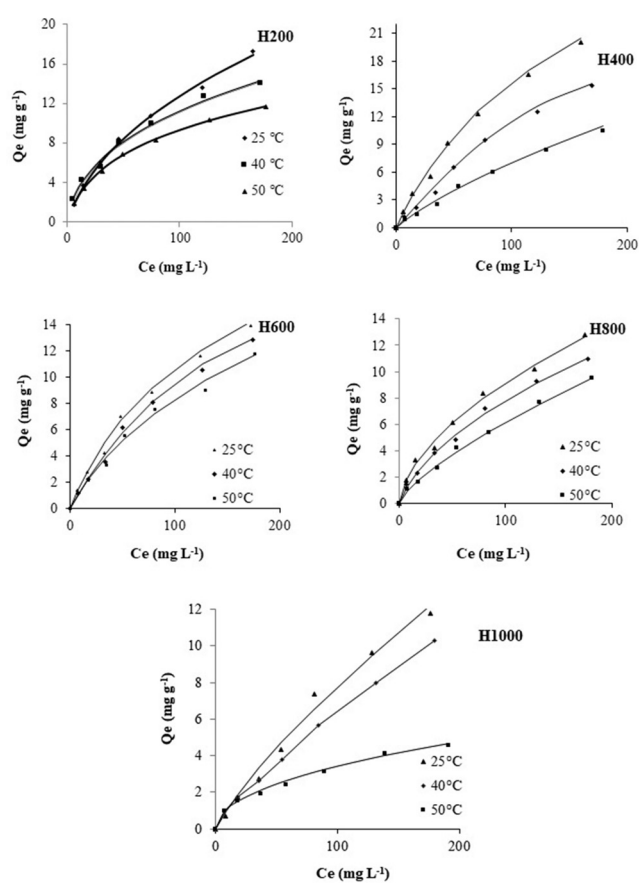 H200
Qe (mg g⁻¹)
20
16
12
8
4
0
25 ℃
40 ℃
50 ℃
0 100 200
Ce (mg L⁻¹)
H400
Qe (mg g⁻¹)
21
18
15
12
9
6
3
0
25 °C
40 °C
50 °C
0 100 200
Ce (mg L⁻¹)
H600
Qe (mg g⁻¹)
14
12
10
8
6
4
2
0
25°C
40°C
50°C
0 100 200
Ce (mg L⁻¹)
H800
Qe (mg g⁻¹)
14
12
10
8
6
4
2
0
25°C
40°C
50°C
0 100 200
Ce (mg L⁻¹)
H1000
Qe (mg g⁻¹)
12
10
8
6
4
2
0
25°C
40°C
50°C
0 100 200
Ce (mg L⁻¹)